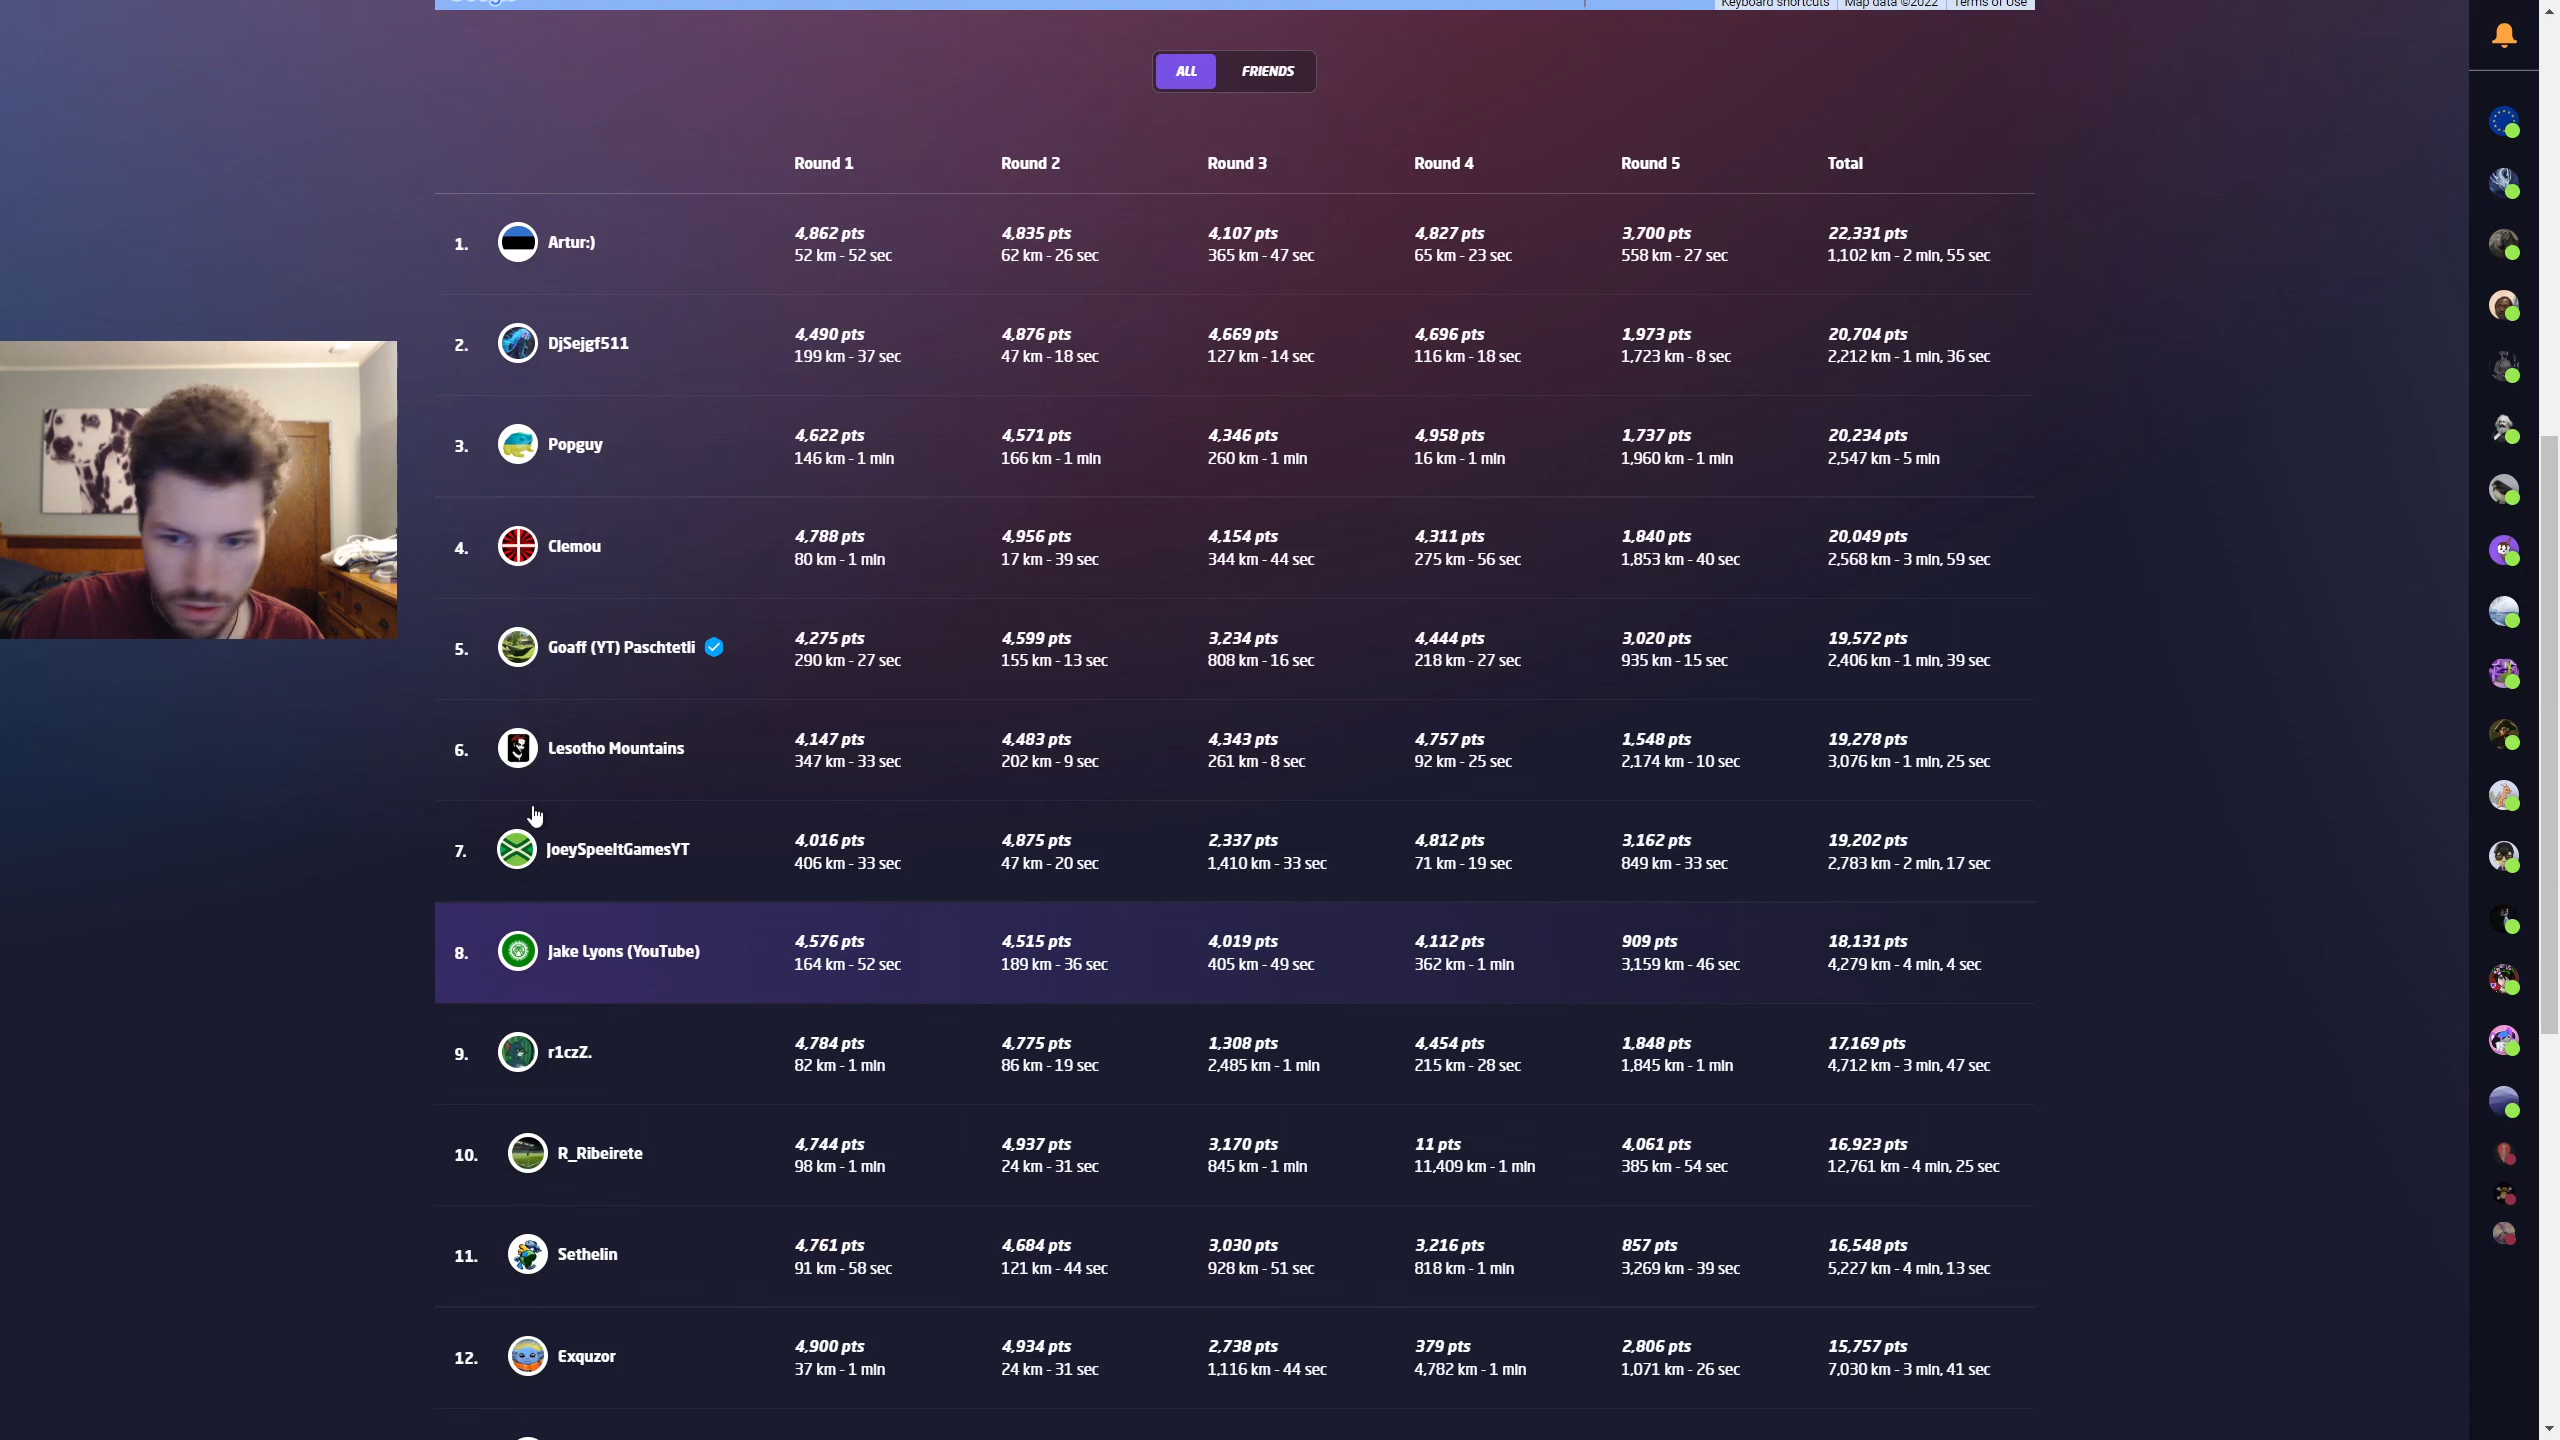 Keyboard shortcuts Map data ©2022 Terms of Use
ALL FRIENDS
Round 1 Round 2 Round 3 Round 4 Round 5 Total
1. Artur:) 4,862 pts 4,835 pts 4,107 pts 4,827 pts 3,700 pts 22,331 pts
52 km - 52 sec 62 km - 26 sec 365 km - 47 sec 65 km - 23 sec 558 km - 27 sec 1,102 km - 2 min, 55 sec
2. DjSejgf511 4,490 pts 4,876 pts 4,669 pts 4,696 pts 1,973 pts 20,704 pts
199 km - 37 sec 47 km - 18 sec 127 km - 14 sec 116 km - 18 sec 1,723 km - 8 sec 2,212 km - 1 min, 36 sec
3. Popguy 4,622 pts 4,571 pts 4,346 pts 4,958 pts 1,737 pts 20,234 pts
146 km - 1 min 166 km - 1 min 260 km - 1 min 16 km - 1 min 1,960 km - 1 min 2,547 km - 5 min
4. Clemou 4,788 pts 4,956 pts 4,154 pts 4,311 pts 1,840 pts 20,049 pts
80 km - 1 min 17 km - 39 sec 344 km - 44 sec 275 km - 56 sec 1,853 km - 40 sec 2,568 km - 3 min, 59 sec
5. Goaff (YT) Paschtetli 4,275 pts 4,599 pts 3,234 pts 4,444 pts 3,020 pts 19,572 pts
290 km - 27 sec 155 km - 13 sec 808 km - 16 sec 218 km - 27 sec 935 km - 15 sec 2,406 km - 1 min, 39 sec
6. Lesotho Mountains 4,147 pts 4,483 pts 4,343 pts 4,757 pts 1,548 pts 19,278 pts
347 km - 33 sec 202 km - 9 sec 261 km - 8 sec 92 km - 25 sec 2,174 km - 10 sec 3,076 km - 1 min, 25 sec
7. JoeySpeeltGamesYT 4,016 pts 4,875 pts 2,337 pts 4,812 pts 3,162 pts 19,202 pts
406 km - 33 sec 47 km - 20 sec 1,410 km - 33 sec 71 km - 19 sec 849 km - 33 sec 2,783 km - 2 min, 17 sec
8. Jake Lyons (YouTube) 4,576 pts 4,515 pts 4,019 pts 4,112 pts 909 pts 18,131 pts
164 km - 52 sec 189 km - 36 sec 405 km - 49 sec 362 km - 1 min 3,159 km - 46 sec 4,279 km - 4 min, 4 sec
9. r1czZ. 4,784 pts 4,775 pts 1,308 pts 4,454 pts 1,848 pts 17,169 pts
82 km - 1 min 86 km - 19 sec 2,485 km - 1 min 215 km - 28 sec 1,845 km - 1 min 4,712 km - 3 min, 47 sec
10. R_Ribeirete 4,744 pts 4,937 pts 3,170 pts 11 pts 4,061 pts 16,923 pts
98 km - 1 min 24 km - 31 sec 845 km - 1 min 11,409 km - 1 min 385 km - 54 sec 12,761 km - 4 min, 25 sec
11. Sethelin 4,761 pts 4,684 pts 3,030 pts 3,216 pts 857 pts 16,548 pts
91 km - 58 sec 121 km - 44 sec 928 km - 51 sec 818 km - 1 min 3,269 km - 39 sec 5,227 km - 4 min, 13 sec
12. Exquzor 4,900 pts 4,934 pts 2,738 pts 379 pts 2,806 pts 15,757 pts
37 km - 1 min 24 km - 31 sec 1,116 km - 44 sec 4,782 km - 1 min 1,071 km - 26 sec 7,030 km - 3 min, 41 sec